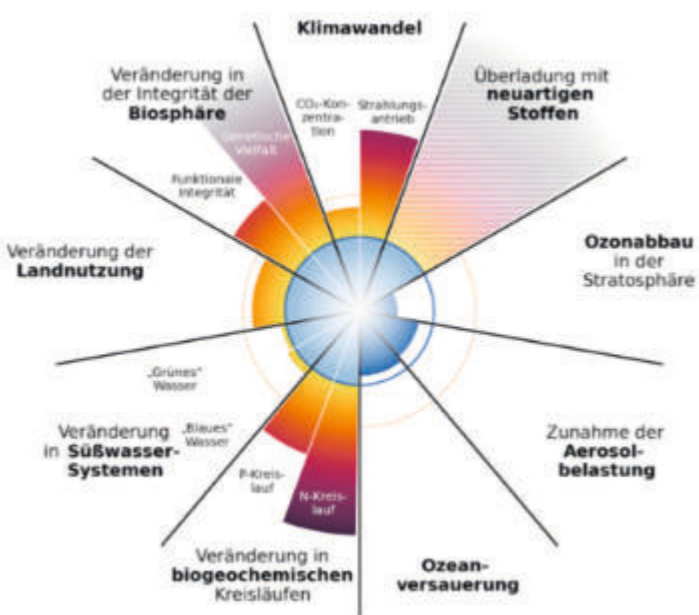 Klimawandel
CO₂-Kon-
zentra-
tion
Strahlungs-
antrieb
Überladung mit
neuartigen
Stoffen
Ozonabbau
in der
Stratosphäre
Zunahme der
Aerosol-
belastung
Ozean-
versauerung
Veränderung in
biogeochemischen
Kreisläufen
P-Kreis-
lauf
N-Kreis-
lauf
Veränderung
in Süßwasser-
Systemen
„Grünes“
Wasser
„Blaues“
Wasser
Veränderung der
Landnutzung
Veränderung in
der Integrität der
Biosphäre
Funktionale
Integrität
Genetische
Vielfalt